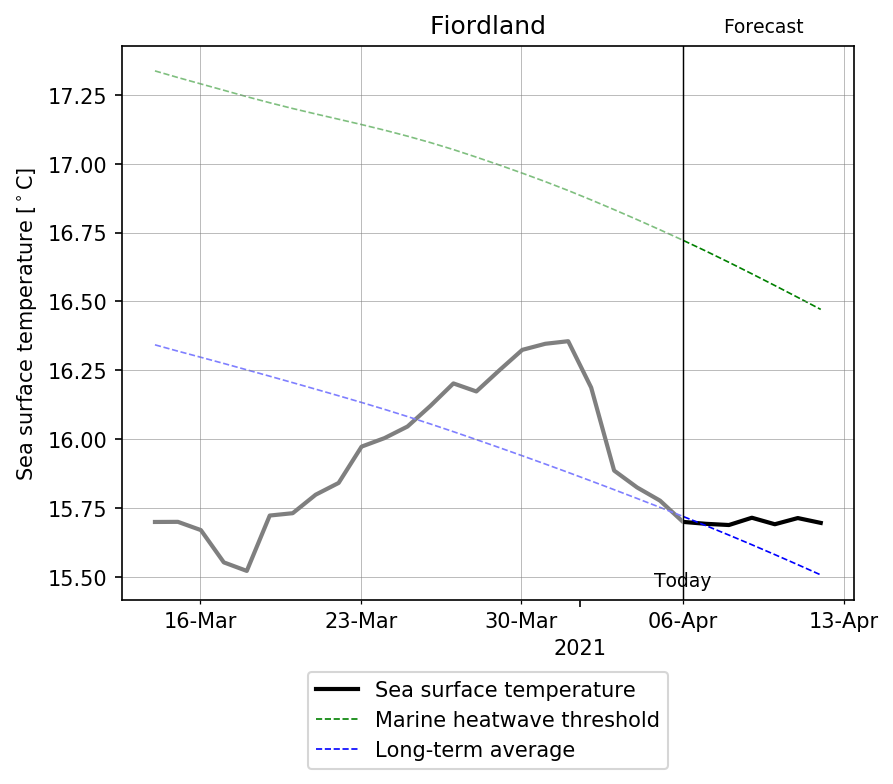 Fiordland
Forecast
Sea surface temperature [˚C]
17.25
17.00
16.75
16.50
16.25
16.00
15.75
15.50
Today
16-Mar 23-Mar 30-Mar 06-Apr 13-Apr
2021
Sea surface temperature
Marine heatwave threshold
Long-term average